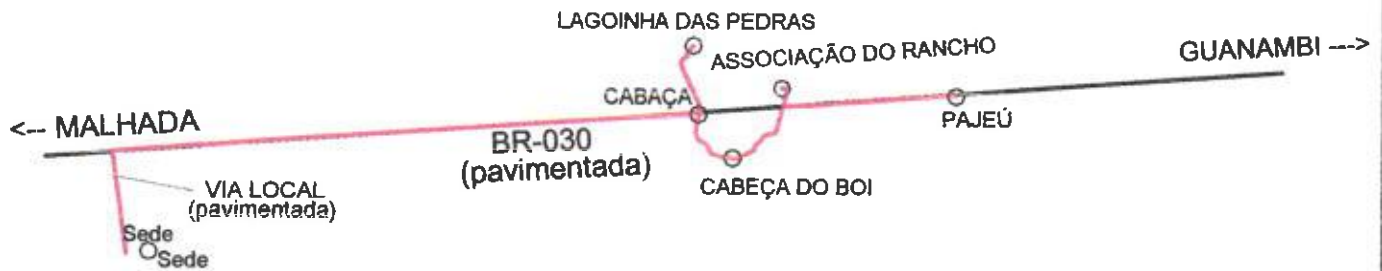 LAGOINHA DAS PEDRAS
ASSOCIAÇÃO DO RANCHO
GUANAMBI --->
CABAÇA
PAJEÚ
<-- MALHADA
BR-030
(pavimentada)
CABEÇA DO BOI
VIA LOCAL
(pavimentada)
Sede
Sede